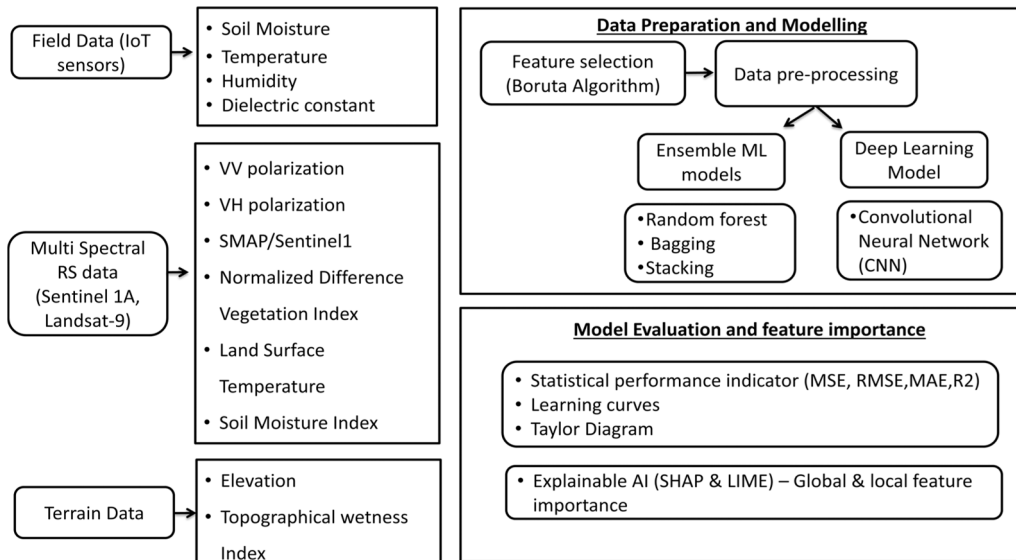 Field Data (IoT
sensors)
• Soil Moisture
• Temperature
• Humidity
• Dielectric constant
Multi Spectral
RS data
(Sentinel 1A,
Landsat-9)
• VV polarization
• VH polarization
• SMAP/Sentinel1
• Normalized Difference
Vegetation Index
• Land Surface
Temperature
• Soil Moisture Index
Terrain Data
• Elevation
• Topographical wetness
Index
Data Preparation and Modelling
Feature selection
(Boruta Algorithm)
Data pre-processing
Ensemble ML
models
•Random forest
• Bagging
•Stacking
Deep Learning
Model
•Convolutional
Neural Network
(CNN)
Model Evaluation and feature importance
• Statistical performance indicator (MSE, RMSE,MAE,R2)
• Learning curves
• Taylor Diagram
• Explainable AI (SHAP & LIME) – Global & local feature
importance